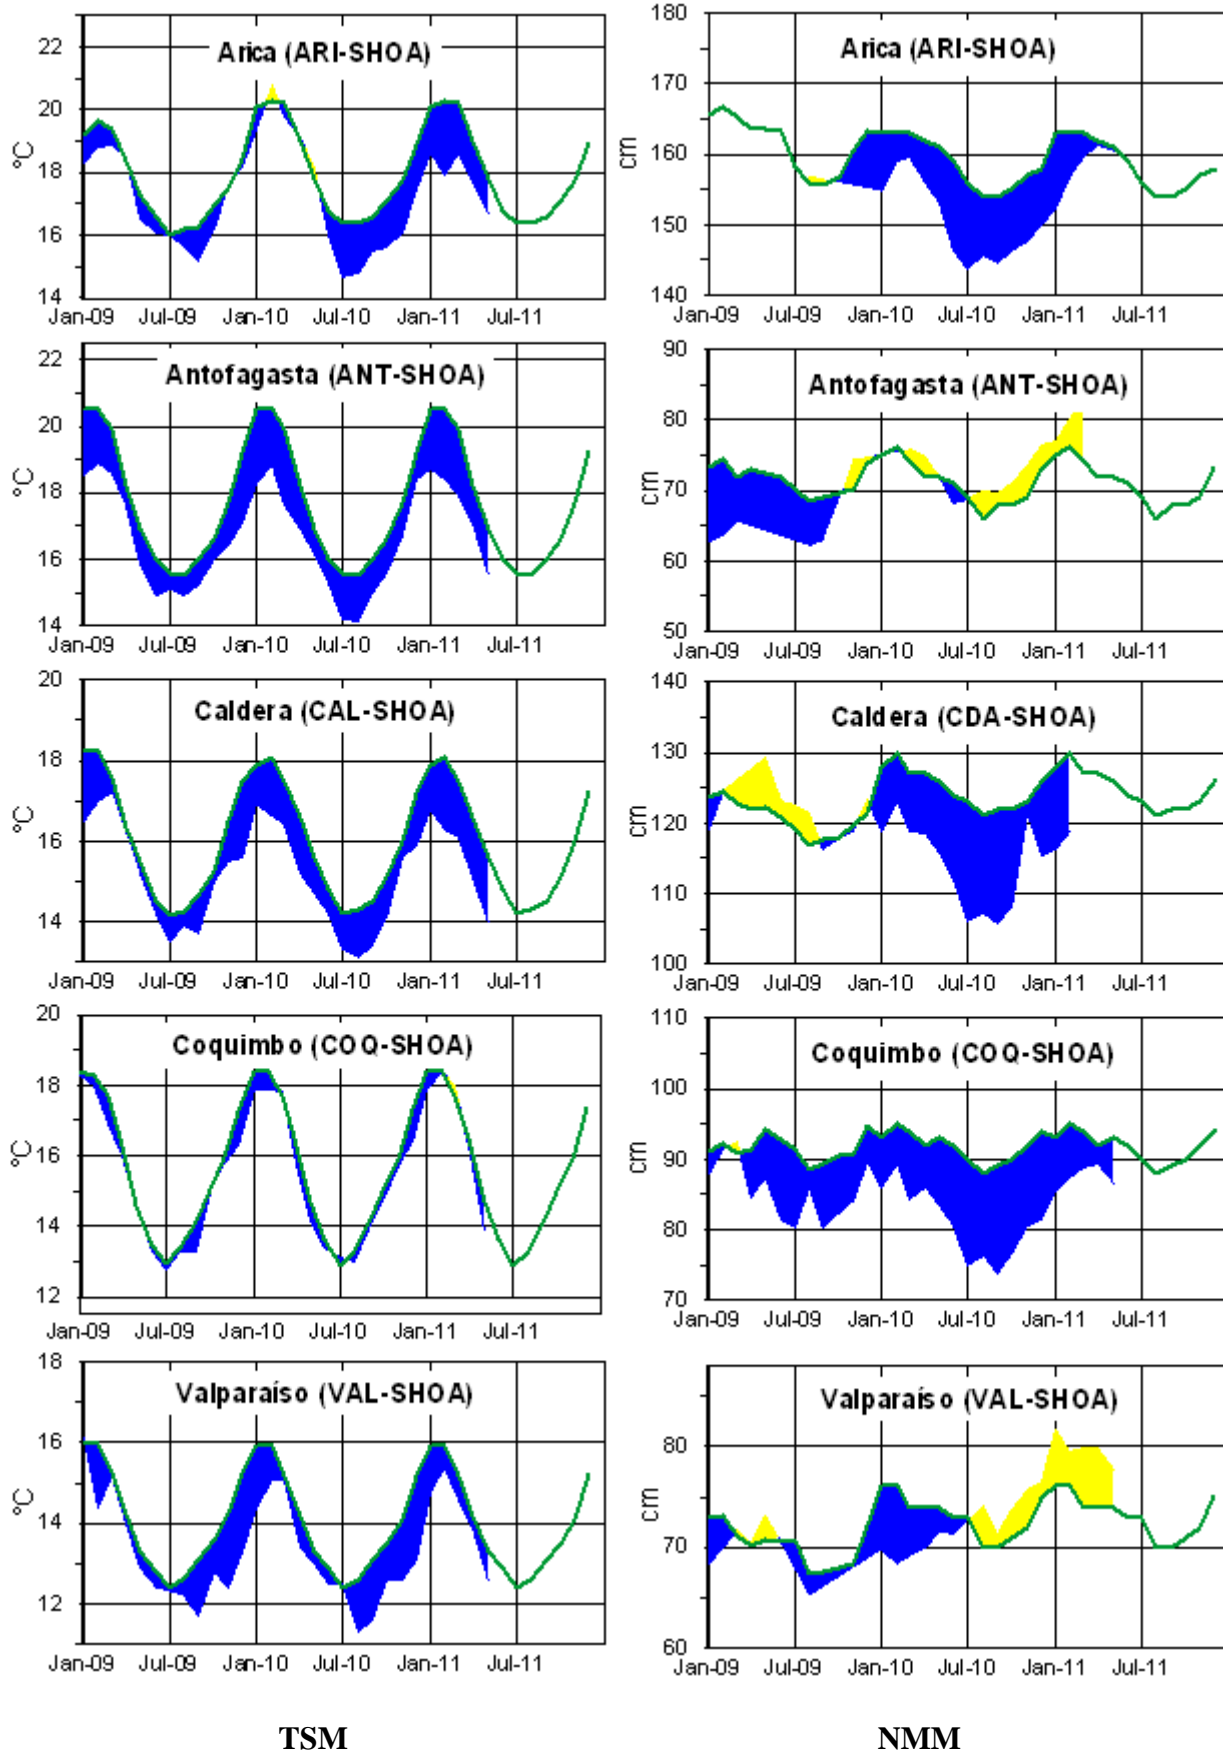 Arica (ARI-SHOA)
°C
22
20
18
16
14
Jan-09 Jul-09 Jan-10 Jul-10 Jan-11 Jul-11
Arica (ARI-SHOA)
cm
180
170
160
150
140
Jan-09 Jul-09 Jan-10 Jul-10 Jan-11 Jul-11
Antofagasta (ANT-SHOA)
°C
22
20
18
16
14
Jan-09 Jul-09 Jan-10 Jul-10 Jan-11 Jul-11
Antofagasta (ANT-SHOA)
cm
90
80
70
60
50
Jan-09 Jul-09 Jan-10 Jul-10 Jan-11 Jul-11
Caldera (CAL-SHOA)
°C
20
18
16
14
Jan-09 Jul-09 Jan-10 Jul-10 Jan-11 Jul-11
Caldera (CDA-SHOA)
cm
140
130
120
110
100
Jan-09 Jul-09 Jan-10 Jul-10 Jan-11 Jul-11
Coquimbo (COQ-SHOA)
°C
20
18
16
14
12
Jan-09 Jul-09 Jan-10 Jul-10 Jan-11 Jul-11
Coquimbo (COQ-SHOA)
cm
110
100
90
80
70
Jan-09 Jul-09 Jan-10 Jul-10 Jan-11 Jul-11
Valparaíso (VAL-SHOA)
°C
18
16
14
12
Jan-09 Jul-09 Jan-10 Jul-10 Jan-11 Jul-11
Valparaíso (VAL-SHOA)
cm
80
70
60
Jan-09 Jul-09 Jan-10 Jul-10 Jan-11 Jul-11
TSM
NMM